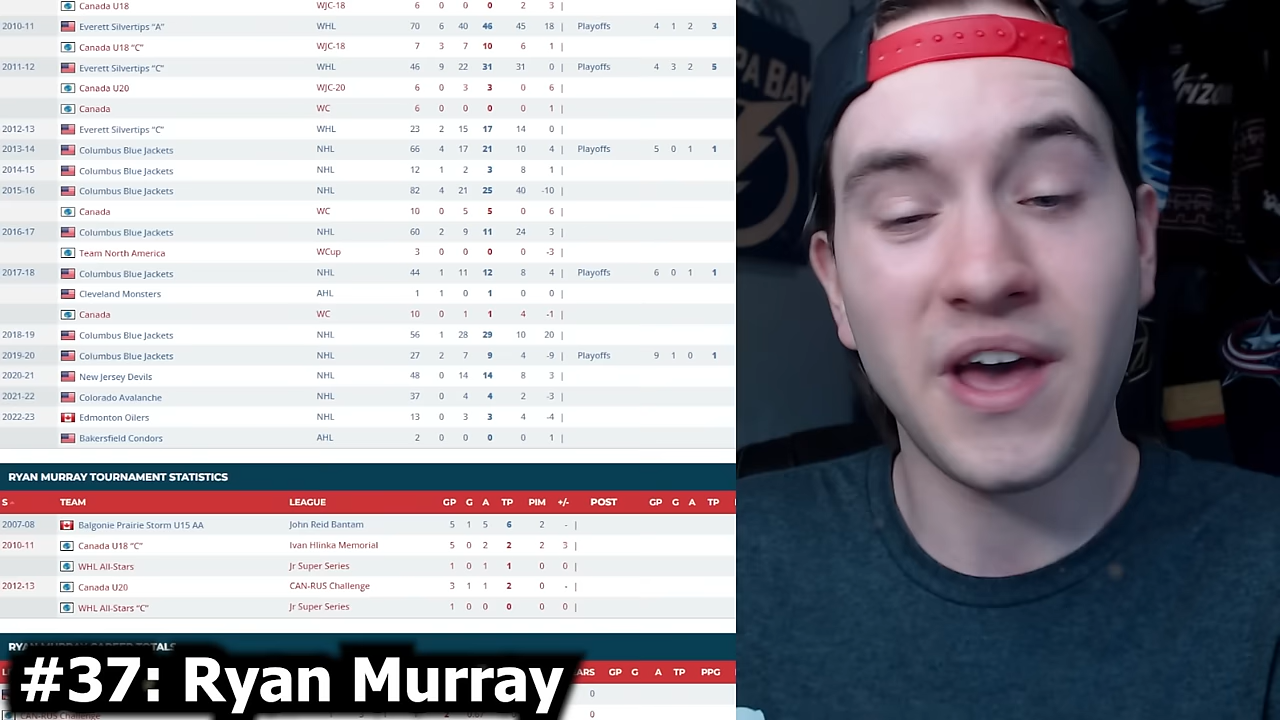 Canada U18 WJC-18 6 0 0 0 2 3 |
2010-11 Everett Silvertips "A" WHL 70 6 40 46 45 18 | Playoffs 4 1 2 3
Canada U18 "C" WJC-18 7 3 7 10 6 1 |
2011-12 Everett Silvertips "C" WHL 46 9 22 31 31 0 | Playoffs 4 3 2 5
Canada U20 WJC-20 6 0 3 3 0 6 |
Canada WC 6 0 0 0 0 1 |
2012-13 Everett Silvertips "C" WHL 23 2 15 17 14 0 |
2013-14 Columbus Blue Jackets NHL 66 4 17 21 10 4 | Playoffs 5 0 1 1
2014-15 Columbus Blue Jackets NHL 12 1 2 3 8 1 |
2015-16 Columbus Blue Jackets NHL 82 4 21 25 40 -10 |
Canada WC 10 0 5 5 0 6 |
2016-17 Columbus Blue Jackets NHL 60 2 9 11 24 3 |
Team North America WCup 3 0 0 0 0 -3 |
2017-18 Columbus Blue Jackets NHL 44 1 11 12 8 4 | Playoffs 6 0 1 1
Cleveland Monsters AHL 1 1 0 1 0 0 |
Canada WC 10 0 1 1 4 -1 |
2018-19 Columbus Blue Jackets NHL 56 1 28 29 10 20 |
2019-20 Columbus Blue Jackets NHL 27 2 7 9 4 -9 | Playoffs 9 1 0 1
2020-21 New Jersey Devils NHL 48 0 14 14 8 3 |
2021-22 Colorado Avalanche NHL 37 0 4 4 2 -3 |
2022-23 Edmonton Oilers NHL 13 0 3 3 4 -4 |
Bakersfield Condors AHL 2 0 0 0 0 1 |
RYAN MURRAY TOURNAMENT STATISTICS
S TEAM LEAGUE GP G A TP PIM +/- POST GP G A TP
2007-08 Balgonie Prairie Storm U15 AA John Reid Bantam 5 1 5 6 2 - |
2010-11 Canada U18 "C" Ivan Hlinka Memorial 5 0 2 2 2 3 |
WHL All-Stars Jr Super Series 1 0 1 1 0 0 |
2012-13 Canada U20 CAN-RUS Challenge 3 1 1 2 0 - |
WHL All-Stars "C" Jr Super Series 1 0 0 0 0 0 |
RYAN MURRAY CAREER TOTALS
ARS GP G A TP PPG
0
CAN-RUS Challenge 0
#37: Ryan Murray
PA BAY